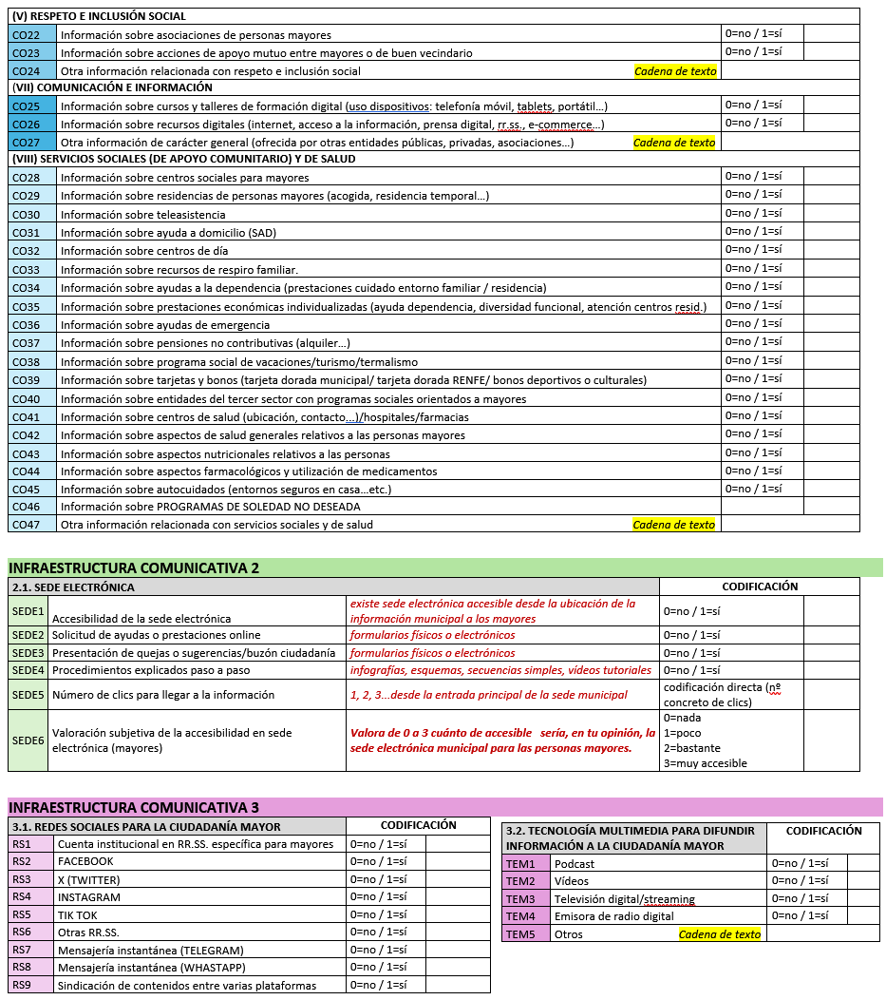 (V) RESPETO E INCLUSIÓN SOCIAL
CO22 Información sobre asociaciones de personas mayores 0=no / 1=sí
CO23 Información sobre acciones de apoyo mutuo entre mayores o de buen vecindario 0=no / 1=sí
CO24 Otra información relacionada con respeto e inclusión social Cadena de texto
(VII) COMUNICACIÓN E INFORMACIÓN
CO25 Información sobre cursos y talleres de formación digital (uso dispositivos: telefonía móvil, tablets, portátil...) 0=no / 1=sí
CO26 Información sobre recursos digitales (internet, acceso a la información, prensa digital, rr.ss., e-commerce...) 0=no / 1=sí
CO27 Otra información de carácter general (ofrecida por otras entidades públicas, privadas, asociaciones...) Cadena de texto
(VIII) SERVICIOS SOCIALES (DE APOYO COMUNITARIO) Y DE SALUD
CO28 Información sobre centros sociales para mayores 0=no / 1=sí
CO29 Información sobre residencias de personas mayores (acogida, residencia temporal...) 0=no / 1=sí
CO30 Información sobre teleasistencia 0=no / 1=sí
CO31 Información sobre ayuda a domicilio (SAD) 0=no / 1=sí
CO32 Información sobre centros de día 0=no / 1=sí
CO33 Información sobre recursos de respiro familiar. 0=no / 1=sí
CO34 Información sobre ayudas a la dependencia (prestaciones cuidado entorno familiar / residencia) 0=no / 1=sí
CO35 Información sobre prestaciones económicas individualizadas (ayuda dependencia, diversidad funcional, atención centros resid.) 0=no / 1=sí
CO36 Información sobre ayudas de emergencia 0=no / 1=sí
CO37 Información sobre pensiones no contributivas (alquiler...) 0=no / 1=sí
CO38 Información sobre programa social de vacaciones/turismo/termalismo 0=no / 1=sí
CO39 Información sobre tarjetas y bonos (tarjeta dorada municipal/ tarjeta dorada RENFE/ bonos deportivos o culturales) 0=no / 1=sí
CO40 Información sobre entidades del tercer sector con programas sociales orientados a mayores 0=no / 1=sí
CO41 Información sobre centros de salud (ubicación, contacto...)/hospitales/farmacias 0=no / 1=sí
CO42 Información sobre aspectos de salud generales relativos a las personas mayores 0=no / 1=sí
CO43 Información sobre aspectos nutricionales relativos a las personas 0=no / 1=sí
CO44 Información sobre aspectos farmacológicos y utilización de medicamentos 0=no / 1=sí
CO45 Información sobre autocuidados (entornos seguros en casa...etc.) 0=no / 1=sí
CO46 Información sobre PROGRAMAS DE SOLEDAD NO DESEADA
CO47 Otra información relacionada con servicios sociales y de salud Cadena de texto
INFRAESTRUCTURA COMUNICATIVA 2
2.1. SEDE ELECTRÓNICA CODIFICACIÓN
SEDE1 Accesibilidad de la sede electrónica existe sede electrónica accesible desde la ubicación de la
información municipal a los mayores 0=no / 1=sí
SEDE2 Solicitud de ayudas o prestaciones online formularios físicos o electrónicos 0=no / 1=sí
SEDE3 Presentación de quejas o sugerencias/buzón ciudadanía formularios físicos o electrónicos 0=no / 1=sí
SEDE4 Procedimientos explicados paso a paso infografías, esquemas, secuencias simples, vídeos tutoriales 0=no / 1=sí
SEDE5 Número de clics para llegar a la información 1, 2, 3...desde la entrada principal de la sede municipal codificación directa (nº
concreto de clics)
SEDE6 Valoración subjetiva de la accesibilidad en sede
electrónica (mayores) Valora de 0 a 3 cuánto de accesible sería, en tu opinión, la
sede electrónica municipal para las personas mayores.
0=nada
1=poco
2=bastante
3=muy accesible
INFRAESTRUCTURA COMUNICATIVA 3
3.1. REDES SOCIALES PARA LA CIUDADANÍA MAYOR CODIFICACIÓN
RS1 Cuenta institucional en RR.SS. específica para mayores 0=no / 1=sí
RS2 FACEBOOK 0=no / 1=sí
RS3 X (TWITTER) 0=no / 1=sí
RS4 INSTAGRAM 0=no / 1=sí
RS5 TIK TOK 0=no / 1=sí
RS6 Otras RR.SS. 0=no / 1=sí
RS7 Mensajería instantánea (TELEGRAM) 0=no / 1=sí
RS8 Mensajería instantánea (WHASTAPP) 0=no / 1=sí
RS9 Sindicación de contenidos entre varias plataformas 0=no / 1=sí
3.2. TECNOLOGÍA MULTIMEDIA PARA DIFUNDIR
INFORMACIÓN A LA CIUDADANÍA MAYOR CODIFICACIÓN
TEM1 Podcast 0=no / 1=sí
TEM2 Vídeos 0=no / 1=sí
TEM3 Televisión digital/streaming 0=no / 1=sí
TEM4 Emisora de radio digital 0=no / 1=sí
TEM5 Otros Cadena de texto